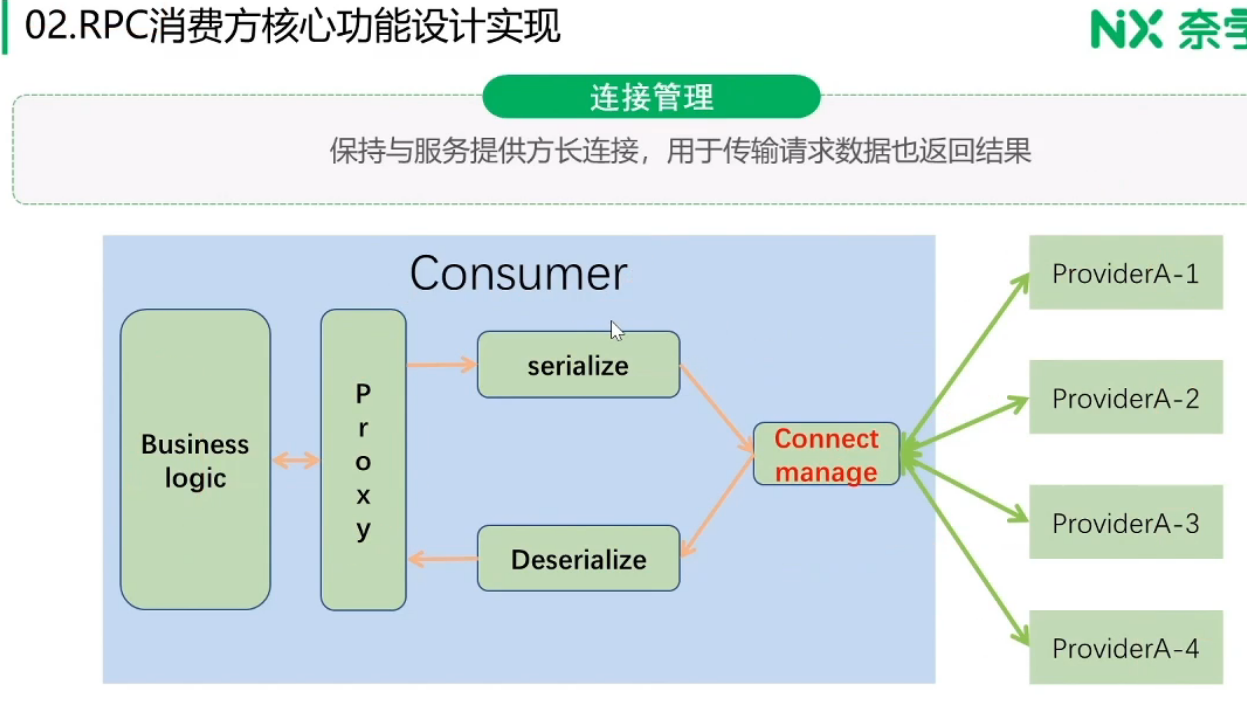 02.RPC消费方核心功能设计实现
NiX 奈学
连接管理
保持与服务提供方长连接，用于传输请求数据也返回结果
Consumer
Business
logic
P
r
o
x
y
serialize
Deserialize
Connect
manage
ProviderA-1
ProviderA-2
ProviderA-3
ProviderA-4